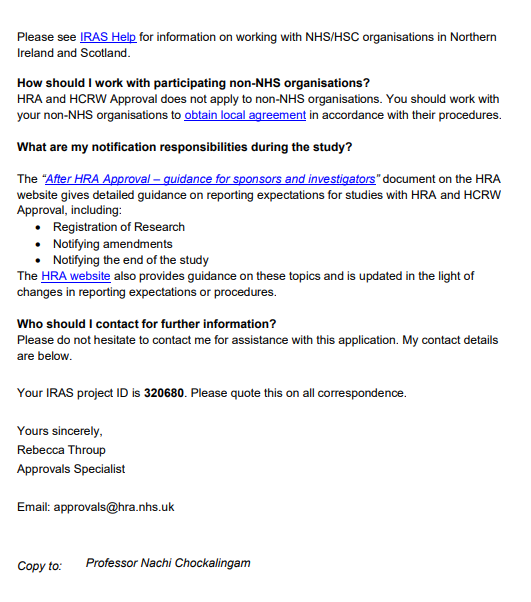 Please see IRAS Help for information on working with NHS/HSC organisations in Northern
Ireland and Scotland.
How should I work with participating non-NHS organisations?
HRA and HCRW Approval does not apply to non-NHS organisations. You should work with
your non-NHS organisations to obtain local agreement in accordance with their procedures.
What are my notification responsibilities during the study?
The “After HRA Approval – guidance for sponsors and investigators” document on the HRA
website gives detailed guidance on reporting expectations for studies with HRA and HCRW
Approval, including:
• Registration of Research
• Notifying amendments
• Notifying the end of the study
The HRA website also provides guidance on these topics and is updated in the light of
changes in reporting expectations or procedures.
Who should I contact for further information?
Please do not hesitate to contact me for assistance with this application. My contact details
are below.
Your IRAS project ID is 320680. Please quote this on all correspondence.
Yours sincerely,
Rebecca Throup
Approvals Specialist
Email: approvals@hra.nhs.uk
Copy to: Professor Nachi Chockalingam